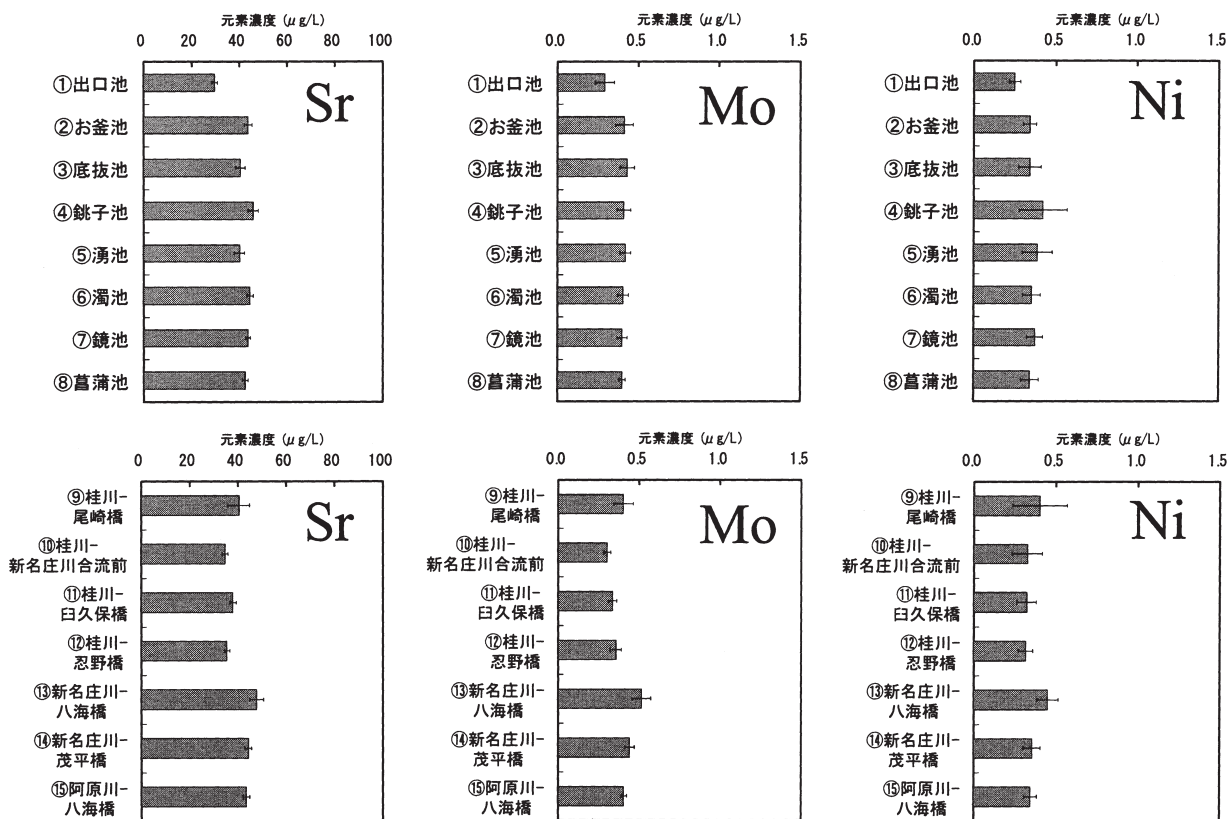 元素濃度 (μg/L)
0 20 40 60 80 100
Sr
①出口池
②お釜池
③底抜池
④銚子池
⑤湧池
⑥濁池
⑦鏡池
⑧菖蒲池
元素濃度 (μg/L)
0.0 0.5 1.0 1.5
Mo
①出口池
②お釜池
③底抜池
④銚子池
⑤湧池
⑥濁池
⑦鏡池
⑧菖蒲池
元素濃度 (μg/L)
0.0 0.5 1.0 1.5
Ni
①出口池
②お釜池
③底抜池
④銚子池
⑤湧池
⑥濁池
⑦鏡池
⑧菖蒲池
元素濃度 (μg/L)
0 20 40 60 80 100
Sr
⑨桂川-
尾崎橋
⑩桂川-
新名庄川合流前
⑪桂川-
臼久保橋
⑫桂川-
忍野橋
⑬新名庄川-
八海橋
⑭新名庄川-
茂平橋
⑮阿原川-
八海橋
元素濃度 (μg/L)
0.0 0.5 1.0 1.5
Mo
⑨桂川-
尾崎橋
⑩桂川-
新名庄川合流前
⑪桂川-
臼久保橋
⑫桂川-
忍野橋
⑬新名庄川-
八海橋
⑭新名庄川-
茂平橋
⑮阿原川-
八海橋
元素濃度 (μg/L)
0.0 0.5 1.0 1.5
Ni
⑨桂川-
尾崎橋
⑩桂川-
新名庄川合流前
⑪桂川-
臼久保橋
⑫桂川-
忍野橋
⑬新名庄川-
八海橋
⑭新名庄川-
茂平橋
⑮阿原川-
八海橋